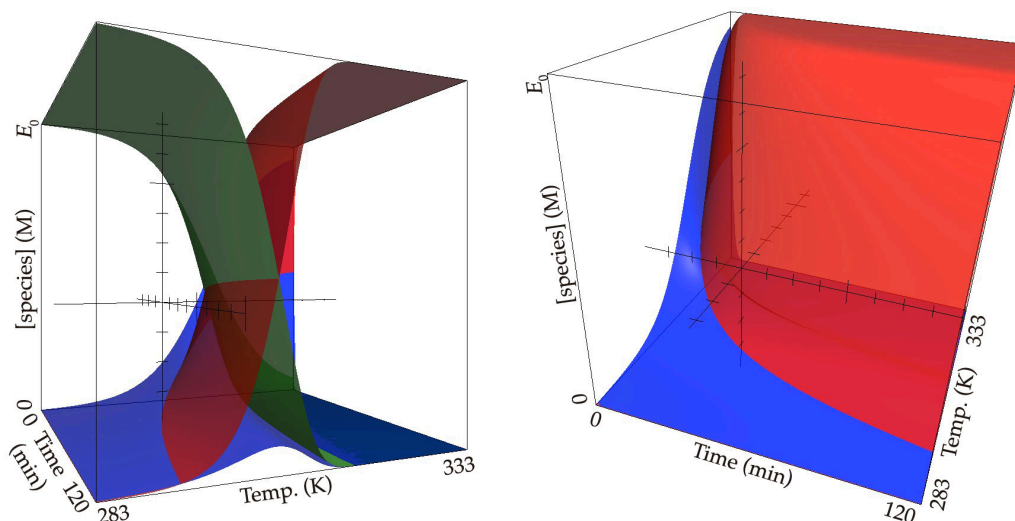 E₀
[species] (M)
0
0
Time
(min)
120
283
Temp. (K)
333
E₀
[species] (M)
0
0
Time (min)
120
283
Temp. (K)
333